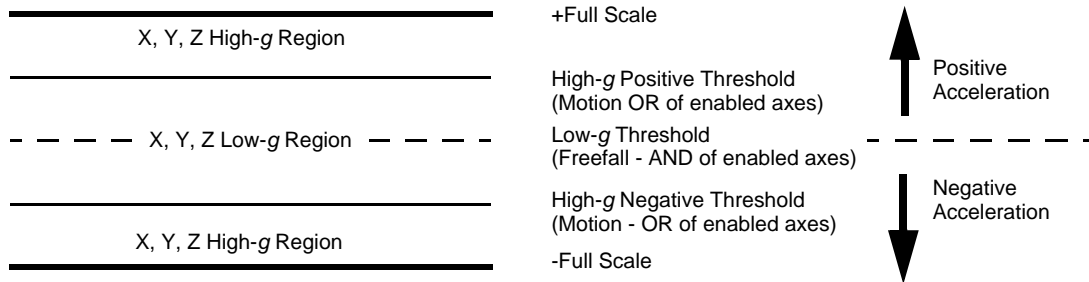 X, Y, Z High-g Region
X, Y, Z Low-g Region
X, Y, Z High-g Region
+Full Scale
High-g Positive Threshold
(Motion OR of enabled axes)
Low-g Threshold
(Freefall - AND of enabled axes)
High-g Negative Threshold
(Motion - OR of enabled axes)
-Full Scale
Positive
Acceleration
Negative
Acceleration